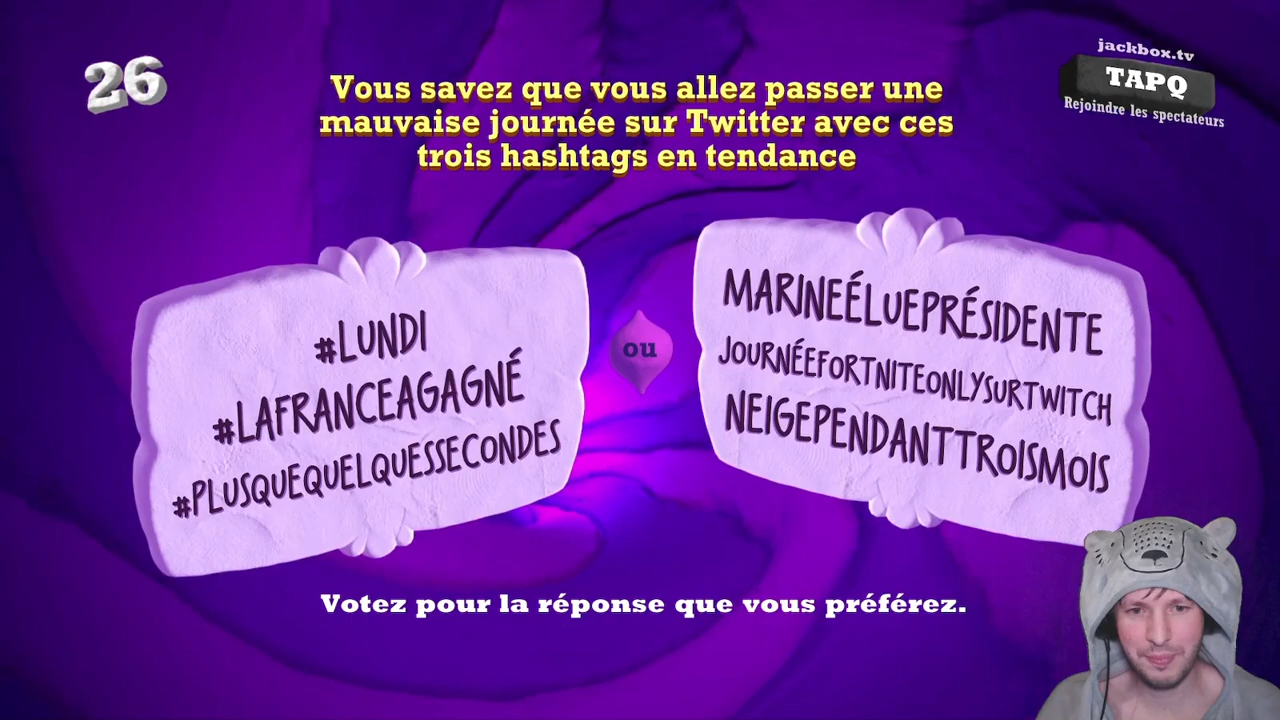 26
Vous savez que vous allez passer une
mauvaise journée sur Twitter avec ces
trois hashtags en tendance
jackbox.tv
TAPQ
Rejoindre les spectateurs
#LUNDI
#LAFRANCEAGAGNÉ
#PLUSQUEQUELQUESSECONDES
ou
MARINEÉLUEPRÉSIDENTE
JOURNÉEFORTNITEONLYSURTWITCH
NEIGEPENDANTTROISMOIS
Votez pour la réponse que vous préférez.